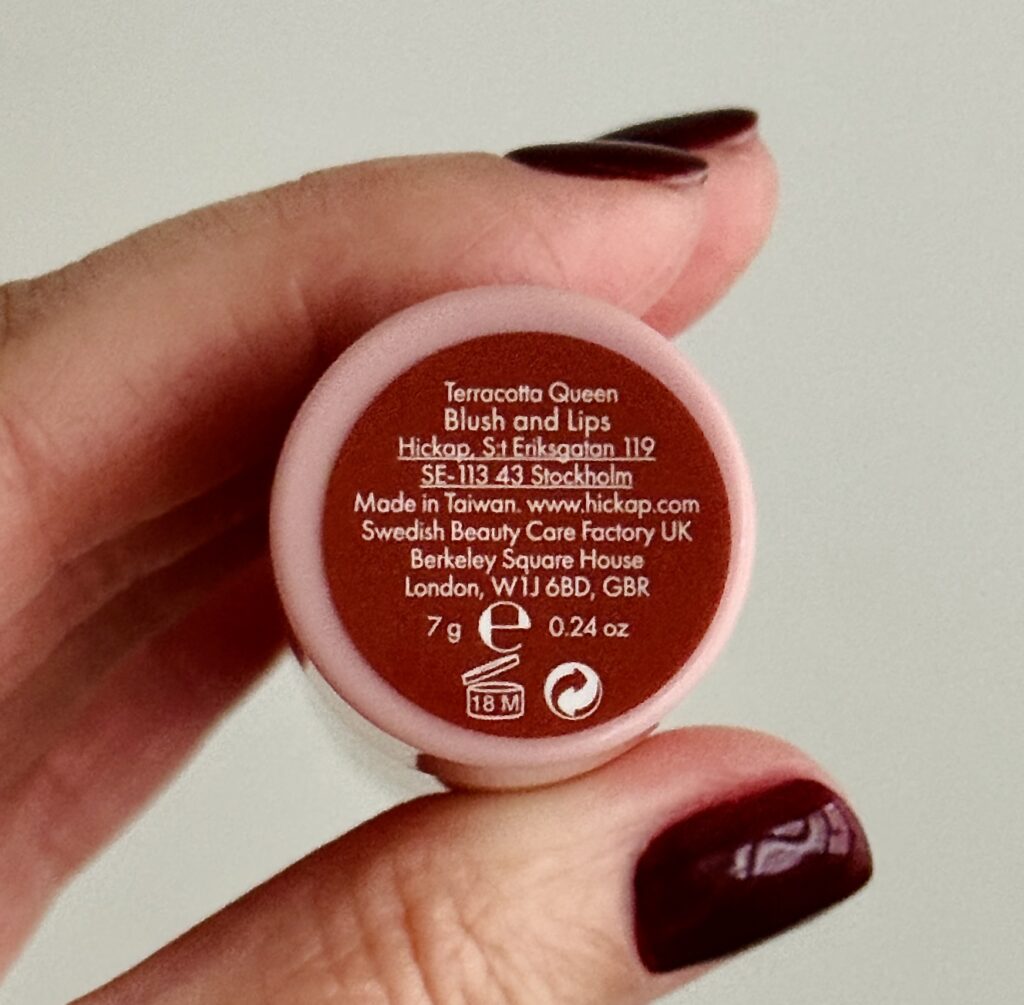 Terracotta Queen
Blush and Lips
Hickap, S:t Eriksgatan 119
SE-113 43 Stockholm
Made in Taiwan. www.hickap.com
Swedish Beauty Care Factory UK
Berkeley Square House
London, W1J 6BD, GBR
7 g ℮ 0.24 oz
18 M